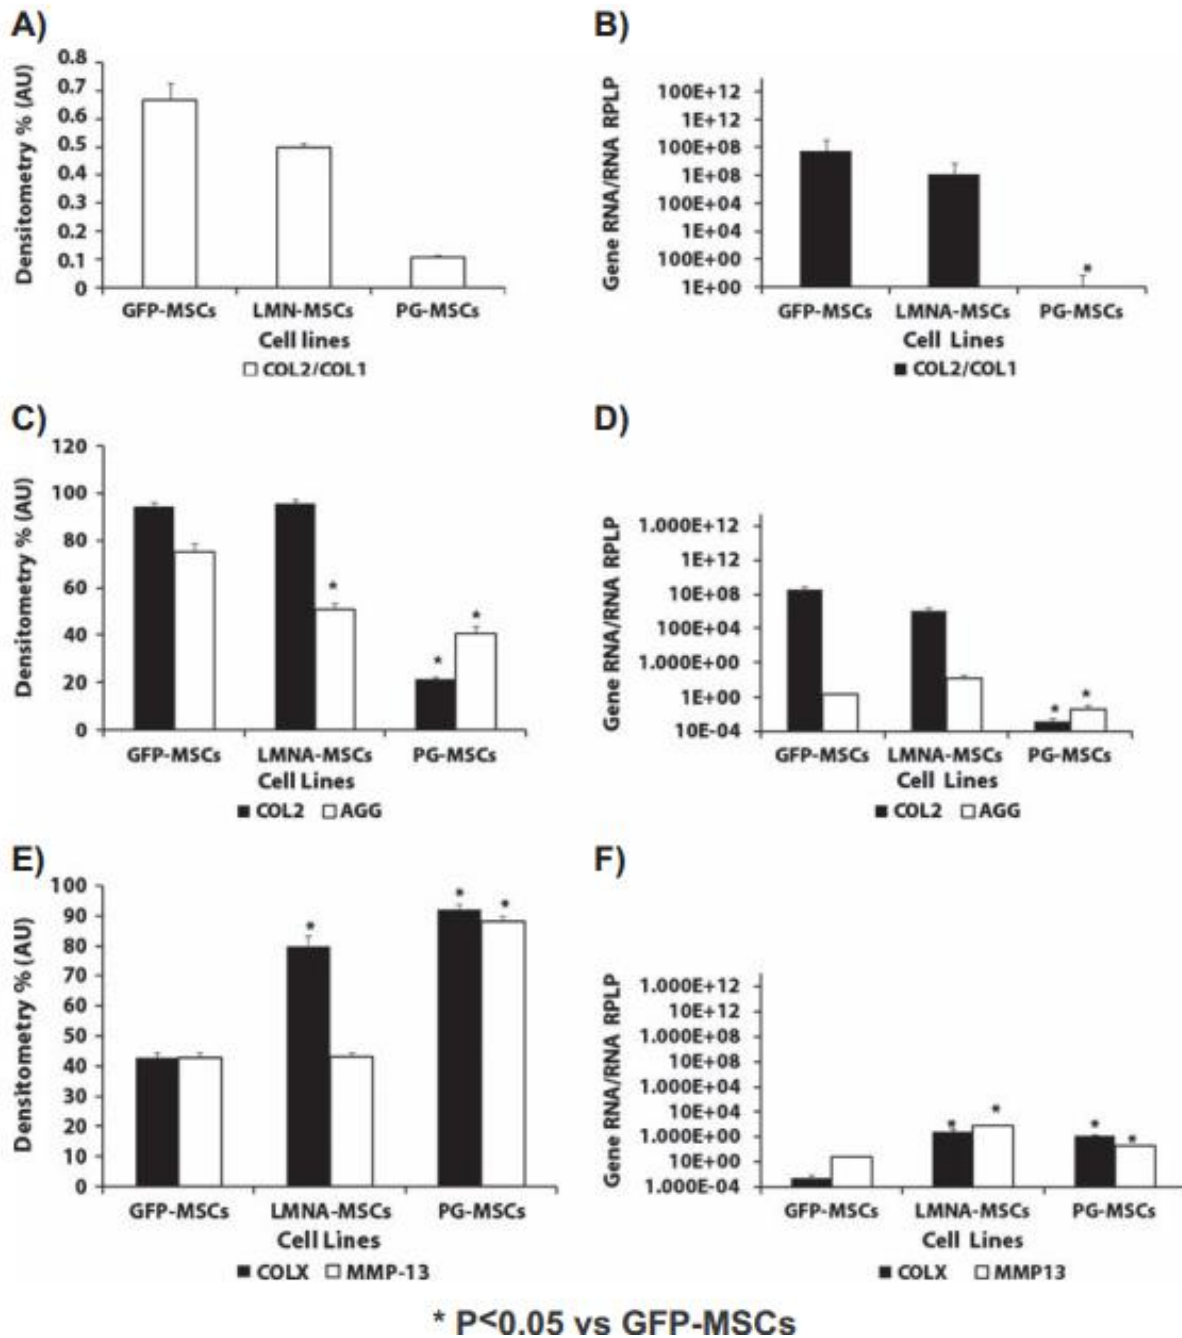 A)
Densitometry % (AU)
0.8
0.7
0.6
0.5
0.4
0.3
0.2
0.1
0
GFP-MSCs LMN-MSCs PG-MSCs
Cell lines
COL2/COL1
B)
Gene RNA/RNA RPLP
100E+12
1E+12
100E+08
1E+08
100E+04
1E+04
100E+00
1E+00
*
GFP-MSCs LMNA-MSCs PG-MSCs
Cell Lines
COL2/COL1
C)
Densitometry % (AU)
120
100
80
60
40
20
0
* * *
GFP-MSCs LMNA-MSCs PG-MSCs
Cell Lines
COL2 AGG
D)
Gene RNA/RNA RPLP
1.000E+12
1E+12
10E+08
100E+04
1.000E+00
1E+00
10E-04
* *
GFP-MSCs LMNA-MSCs PG-MSCs
Cell Lines
COL2 AGG
E)
Densitometry % (AU)
100
90
80
70
60
50
40
30
20
10
0
* * *
GFP-MSCs LMNA-MSCs PG-MSCs
Cell Lines
COLX MMP-13
F)
Gene RNA/RNA RPLP
1.000E+12
10E+12
1.000E+08
10E+08
1.000E+04
10E+04
1.000E+00
10E+00
1.000E-04
* * * *
GFP-MSCs LMNA-MSCs PG-MSCs
Cell Lines
COLX MMP13
* P<0.05 vs GFP-MSCs